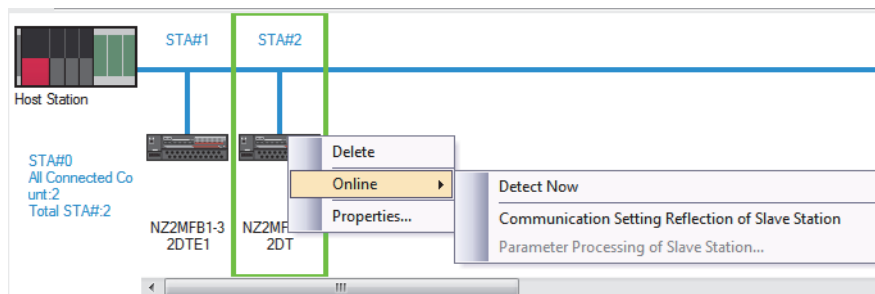 STA#1
STA#2
Host Station
STA#0
All Connected Co
unt:2
Total STA#:2
NZ2MFB1-3
2DTE1
NZ2MF
2DT
Delete
Online
Properties...
Detect Now
Communication Setting Reflection of Slave Station
Parameter Processing of Slave Station...